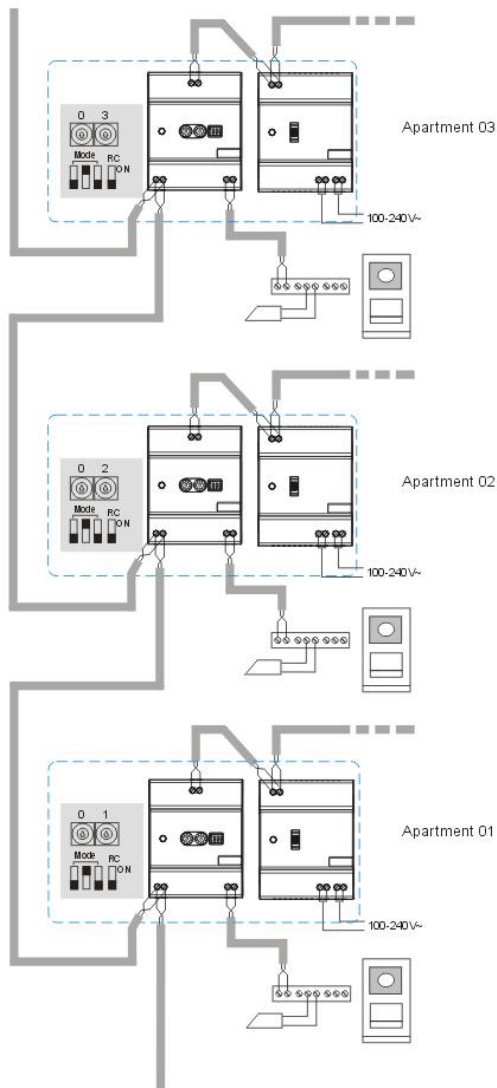 0 3
Mode RC
ON
Apartment 03
100-240V~
0 2
Mode RC
ON
Apartment 02
100-240V~
0 1
Mode RC
ON
Apartment 01
100-240V~